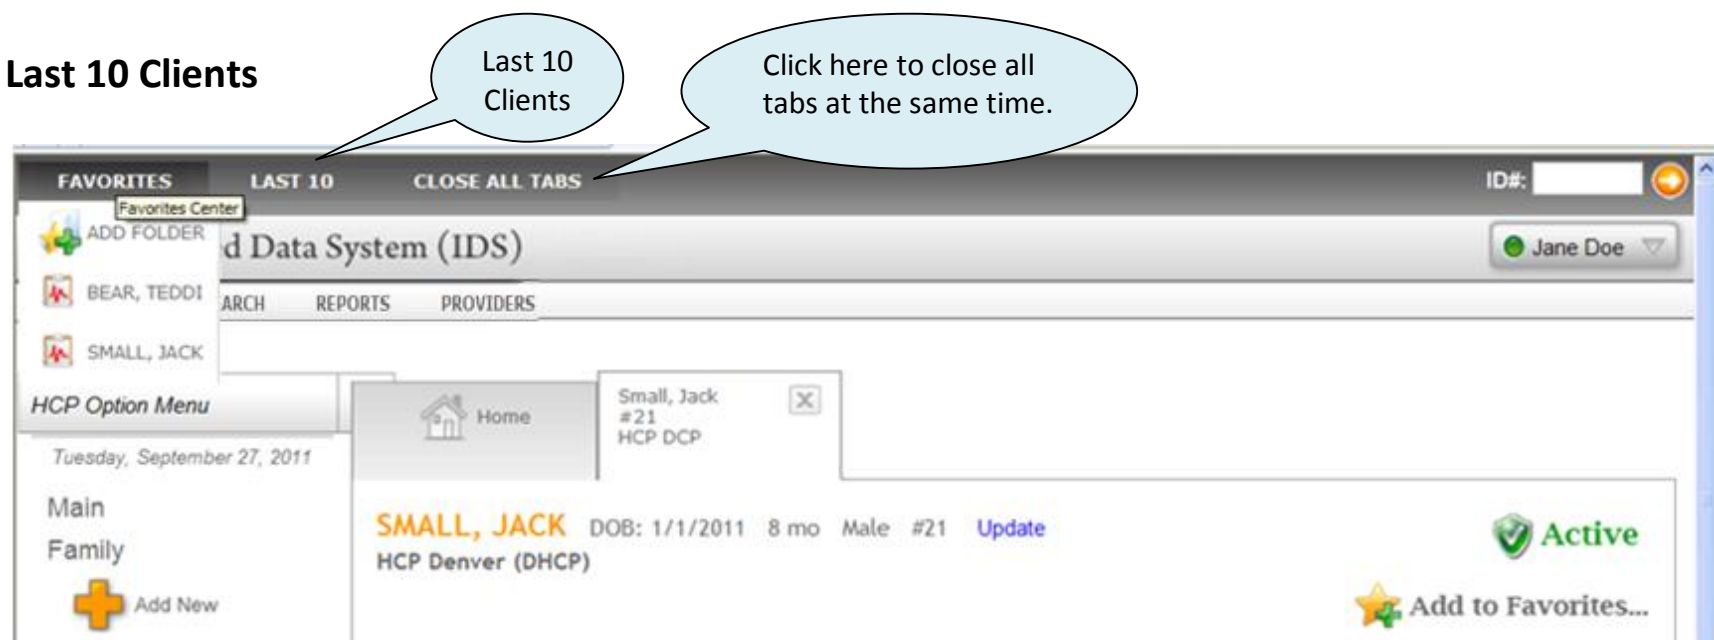 Last 10 Clients
Last 10
Clients
Click here to close all
tabs at the same time.
FAVORITES LAST 10 CLOSE ALL TABS ID#:
Favorites Center
ADD FOLDER
d Data System (IDS)
Jane Doe
BEAR, TEDDI
ARCH REPORTS PROVIDERS
SMALL, JACK
HCP Option Menu
Home
Small, Jack
#21
HCP DCP
Tuesday, September 27, 2011
Main
Family
Add New
SMALL, JACK DOB: 1/1/2011 8 mo Male #21 Update
HCP Denver (DHCP)
Active
Add to Favorites...